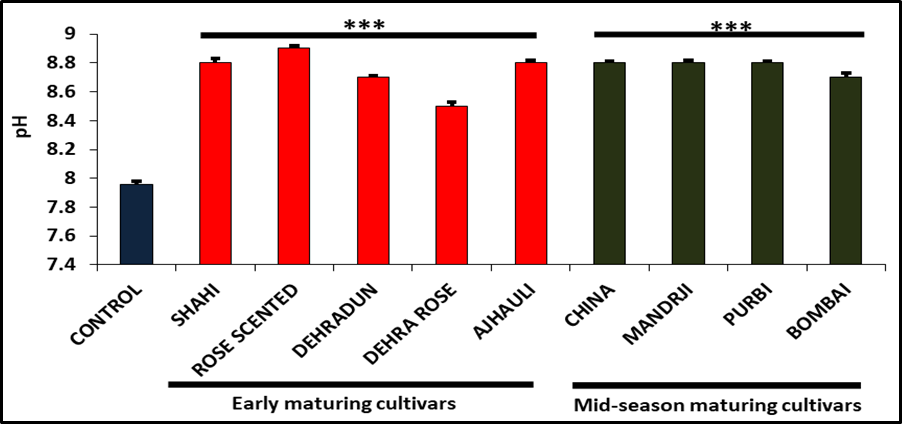 *** ***
9
8.8
8.6
8.4
8.2
8
7.8
7.6
7.4
pH
CONTROL
SHAHI
ROSE SCENTED
DEHRADUN
DEHRA ROSE
AJHAULI
CHINA
MANDRJI
PURBI
BOMBAI
Early maturing cultivars
Mid-season maturing cultivars